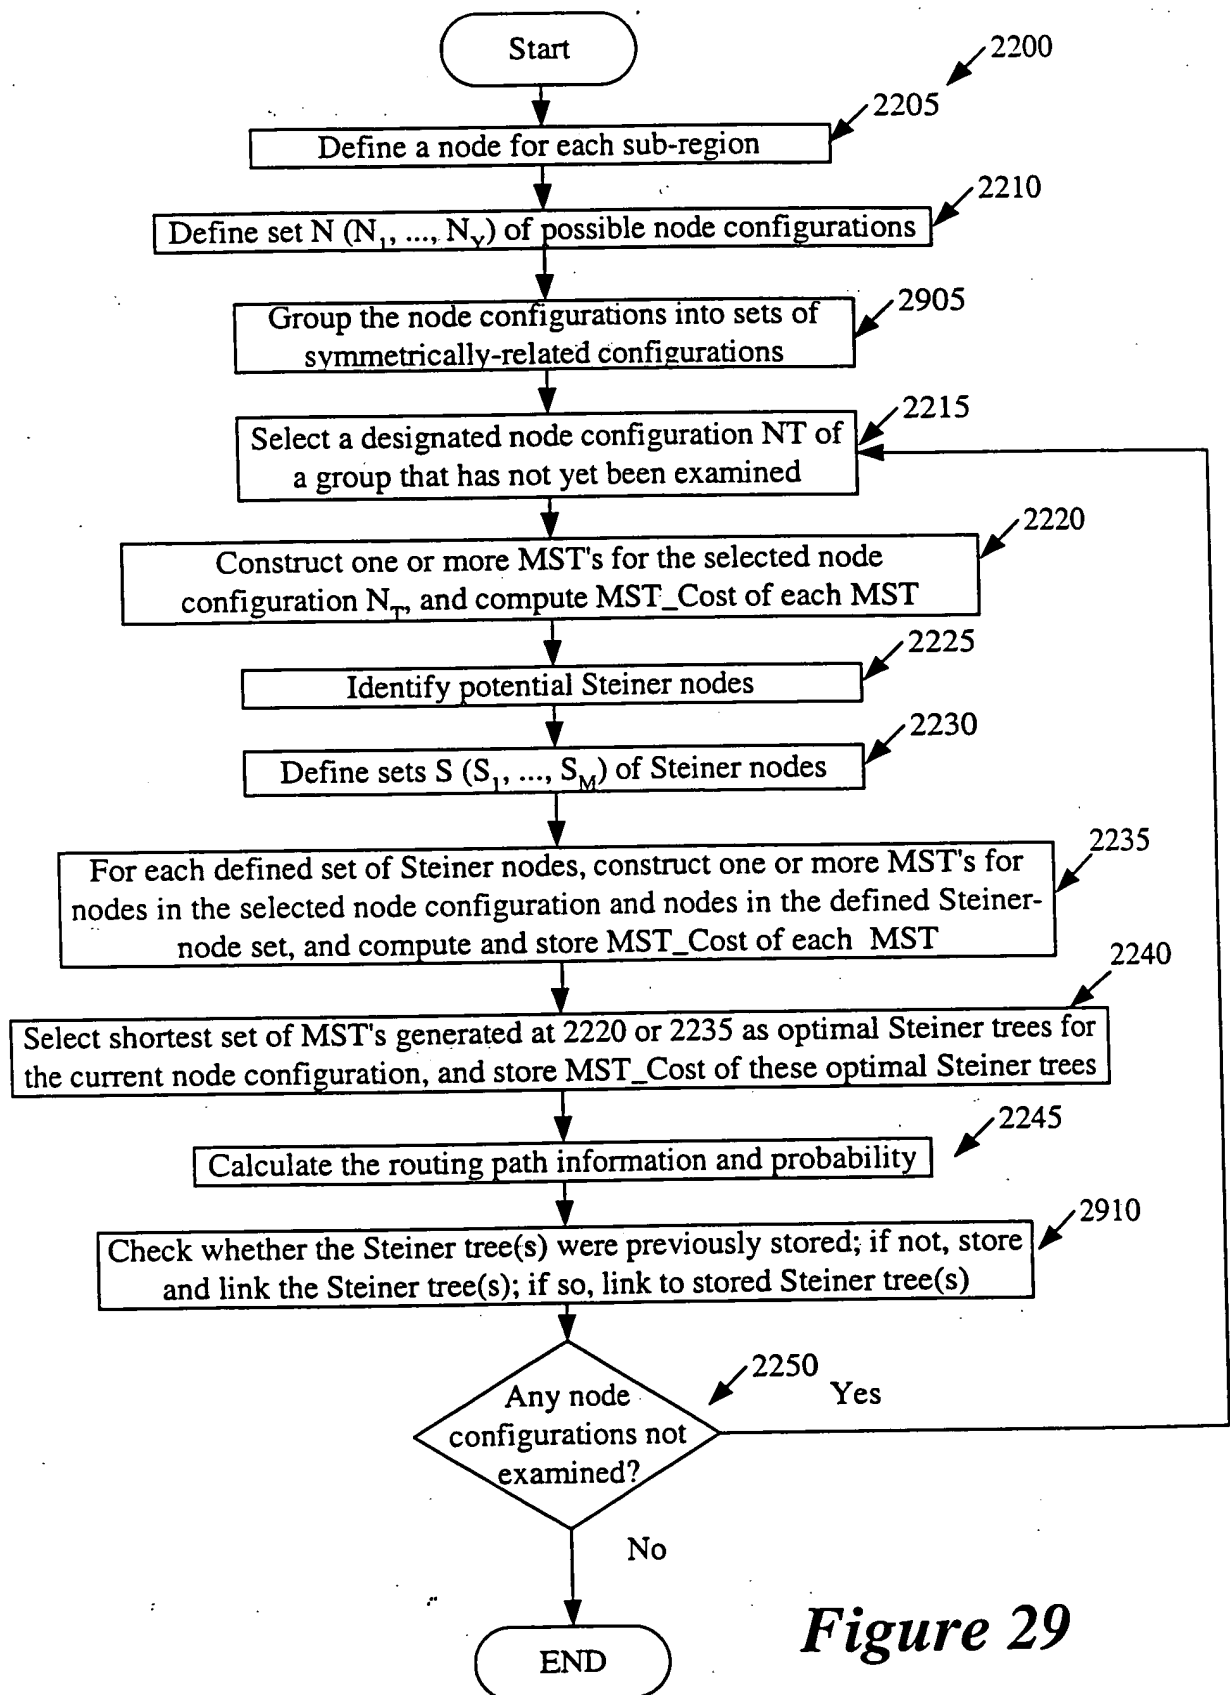 Start
2200
2205
Define a node for each sub-region
2210
Define set N (N₁, ..., N_Y) of possible node configurations
2905
Group the node configurations into sets of
symmetrically-related configurations
2215
Select a designated node configuration NT of
a group that has not yet been examined
2220
Construct one or more MST's for the selected node
configuration N_T, and compute MST_Cost of each MST
2225
Identify potential Steiner nodes
2230
Define sets S (S₁, ..., S_M) of Steiner nodes
2235
For each defined set of Steiner nodes, construct one or more MST's for
nodes in the selected node configuration and nodes in the defined Steiner-
node set, and compute and store MST_Cost of each MST
2240
Select shortest set of MST's generated at 2220 or 2235 as optimal Steiner trees for
the current node configuration, and store MST_Cost of these optimal Steiner trees
2245
Calculate the routing path information and probability
2910
Check whether the Steiner tree(s) were previously stored; if not, store
and link the Steiner tree(s); if so, link to stored Steiner tree(s)
2250
Yes
Any node
configurations not
examined?
No
END
Figure 29